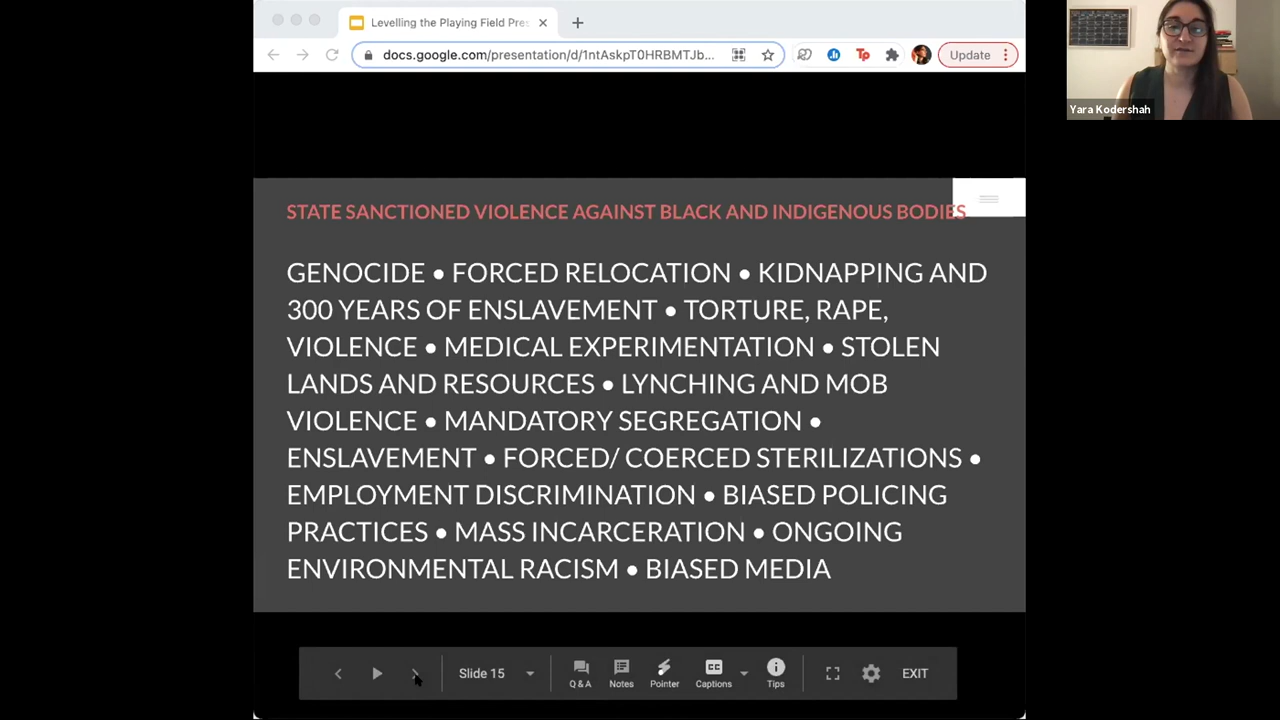 Levelling the Playing Field Pre
docs.google.com/presentation/d/1ntAskpT0HRBMTJb...
Tp
Update
Yara Kodershah
STATE SANCTIONED VIOLENCE AGAINST BLACK AND INDIGENOUS BODIES
GENOCIDE • FORCED RELOCATION • KIDNAPPING AND
300 YEARS OF ENSLAVEMENT • TORTURE, RAPE,
VIOLENCE • MEDICAL EXPERIMENTATION • STOLEN
LANDS AND RESOURCES • LYNCHING AND MOB
VIOLENCE • MANDATORY SEGREGATION •
ENSLAVEMENT • FORCED/ COERCED STERILIZATIONS •
EMPLOYMENT DISCRIMINATION • BIASED POLICING
PRACTICES • MASS INCARCERATION • ONGOING
ENVIRONMENTAL RACISM • BIASED MEDIA
Slide 15
Q & A
Notes
Pointer
CC
Captions
Tips
EXIT